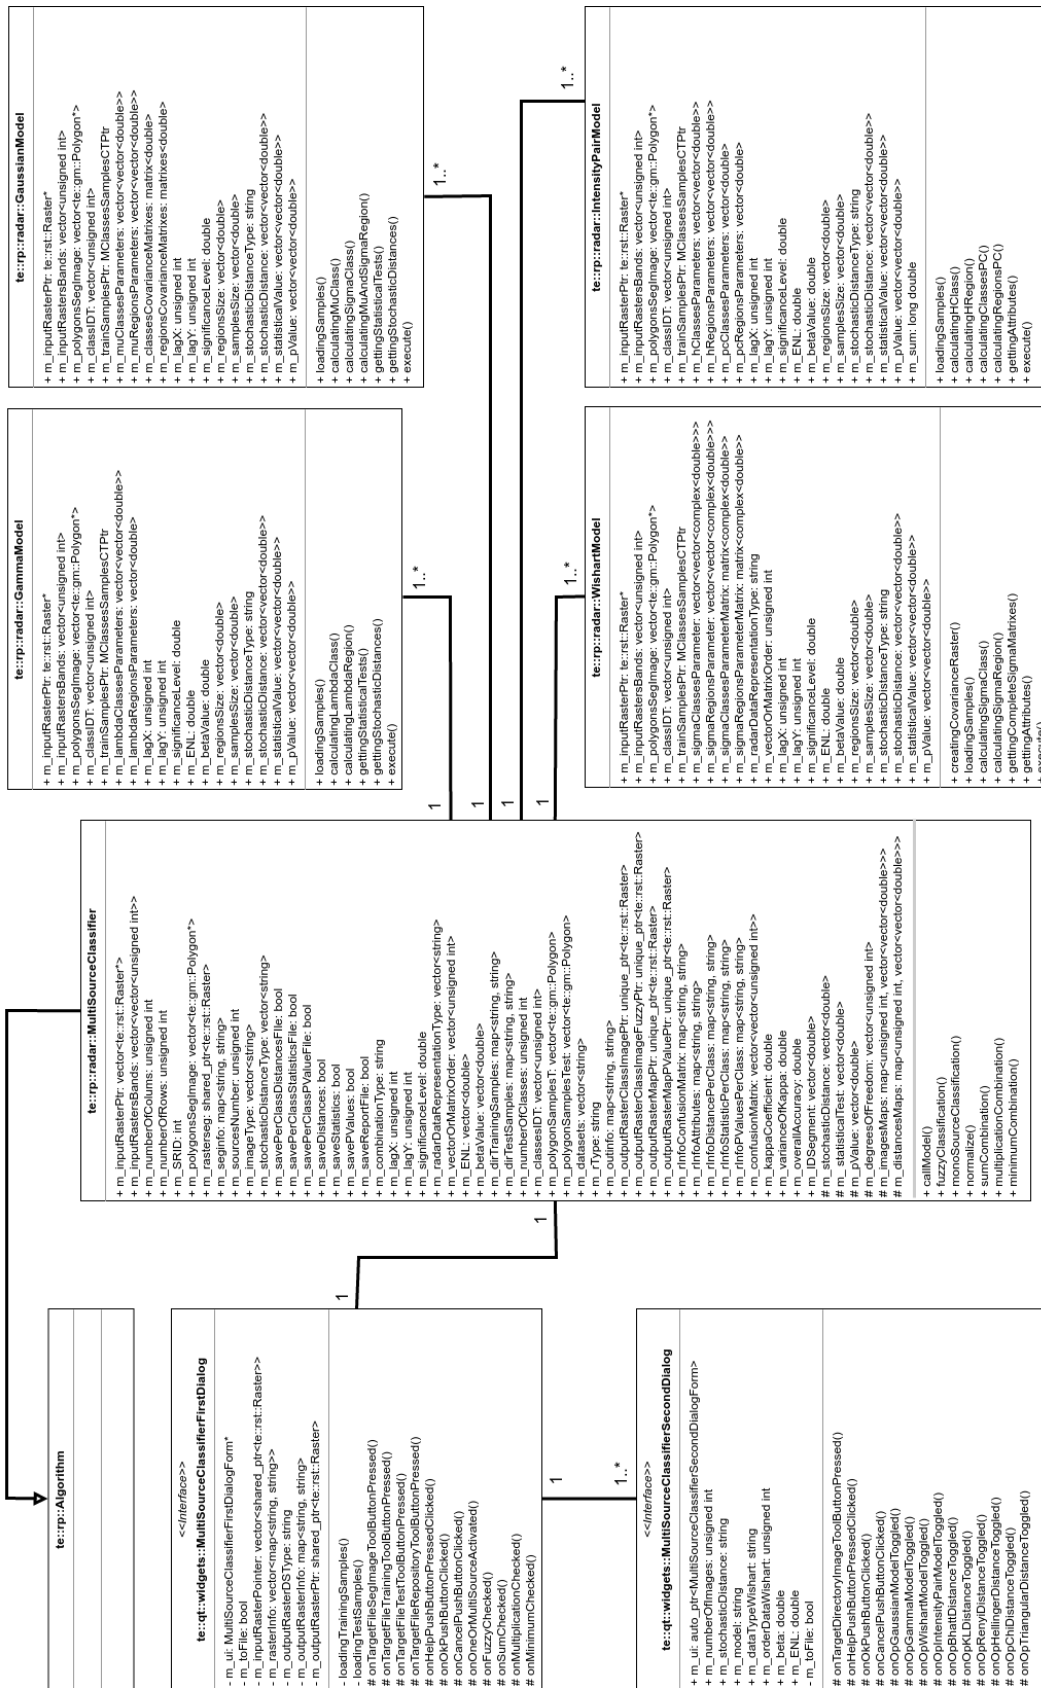 te::rp::Algorithm
<<Interface>>
te::qt::widgets::MultiSourceClassifierFirstDialog
- m_ui: MultiSourceClassifierFirstDialogForm*
- m_toFile: bool
- m_inputRasterPointer: vector<shared_ptr<te::rst::Raster>>
- m_rasterInfo: vector<map<string, string>>
- m_outputRasterDSType: string
- m_outputRasterInfo: map<string, string>
- m_outputRasterPtr: shared_ptr<te::rst::Raster>
- loadingTrainingSamples()
- loadingTestSamples()
# onTargetFileSegImageToolButtonPressed()
# onTargetFileTrainingToolButtonPressed()
# onTargetFileTestToolButtonPressed()
# onTargetFileRepositoryToolButtonPressed()
# onHelpPushButtonPressedClicked()
# onOkPushButtonClicked()
# onCancelPushButtonClicked()
# onOneOrMultiSourceActivated()
# onFuzzyChecked()
# onSumChecked()
# onMultiplicationChecked()
# onMinimumChecked()
1
1
1
1..*
<<Interface>>
te::qt::widgets::MultiSourceClassifierSecondDialog
+ m_ui: auto_ptr<MultiSourceClassifierSecondDialogForm>
+ m_numberOfImages: unsigned int
+ m_stochasticDistance: string
+ m_model: string
+ m_dataTypeWishart: string
+ m_orderDataWishart: unsigned int
+ m_beta: double
+ m_ENL: double
- m_toFile: bool
# onTargetDirectoryImageToolButtonPressed()
# onHelpPushButtonPressedClicked()
# onOkPushButtonClicked()
# onCancelPushButtonClicked()
# onOpGaussianModelToggled()
# onOpGammaModelToggled()
# onOpWishartModelToggled()
# onOpIntensityPairModelToggled()
# onOpBhattDistanceToggled()
# onOpKLDistanceToggled()
# onOpRenyiDistanceToggled()
# onOpHellingerDistanceToggled()
# onOpChiDistanceToggled()
# onOpTriangularDistanceToggled()
te::rp::radar::MultiSourceClassifier
+ m_inputRasterPtr: vector<te::rst::Raster*>
+ m_inputRastersBands: vector<vector<unsigned int>>
+ m_numberOfColums: unsigned int
+ m_numberOfRows: unsigned int
+ m_SRID: int
+ m_polygonsSegImage: vector<te::gm::Polygon*>
+ m_rasterseg: shared_ptr<te::rst::Raster>
+ m_seginfo: map<string, string>
+ m_sourcesNumber: unsigned int
+ m_imageType: vector<string>
+ m_stochasticDistanceType: vector<string>
+ m_savePerClassDistancesFile: bool
+ m_savePerClassStatisticsFile: bool
+ m_savePerClassPValueFile: bool
+ m_saveDistances: bool
+ m_saveStatistics: bool
+ m_savePValues: bool
+ m_saveReportFile: bool
+ m_combinationType: string
+ m_lagX: unsigned int
+ m_lagY: unsigned int
+ m_significanceLevel: double
+ m_radarDataRepresentationType: vector<string>
+ m_vectorOrMatrixOrder: vector<unsigned int>
+ m_ENL: vector<double>
+ m_betaValue: vector<double>
+ m_dirTrainingSamples: map<string, string>
+ m_dirTestSamples: map<string, string>
+ m_numberOfClasses: unsigned int
+ m_classesIDT: vector<unsigned int>
+ m_polygonSamplesT: vector<te::gm::Polygon>
+ m_polygonSamplesTest: vector<te::gm::Polygon>
+ m_datasets: vector<string>
+ m_rType: string
+ m_outinfo: map<string, string>
+ m_outputRasterClassImagePtr: unique_ptr<te::rst::Raster>
+ m_outputRasterClassImageFuzzyPtr: unique_ptr<te::rst::Raster>
+ m_outputRasterMapPtr: unique_ptr<te::rst::Raster>
+ m_outputRasterMapPValuePtr: unique_ptr<te::rst::Raster>
+ m_rInfoConfusionMatrix: map<string, string>
+ m_rInfoAttributes: map<string, string>
+ m_rinfoDistancePerClass: map<string, string>
+ m_rinfoStatisticPerClass: map<string, string>
+ m_rinfoPValuesPerClass: map<string, string>
+ m_confusionMatrix: vector<vector<unsigned int>>
+ m_kappaCoefficient: double
+ m_varianceOfKappa: double
+ m_overallAccuracy: double
+ m_IDSegment: vector<double>
# m_stochasticDistance: vector<double>
# m_statisticalTest: vector<double>
# m_pValue: vector<double>
# m_degreesOfFreedom: vector<unsigned int>
# m_imagesMaps: map<unsigned int, vector<vector<double>>>
# m_distancesMaps: map<unsigned int, vector<vector<double>>>
+ callModel()
+ fuzzyClassification()
+ monoSourceClassification()
+ normalize()
+ sumCombination()
+ multiplicationCombination()
+ minimumCombination()
1
1
1
1
te::rp::radar::GammaModel
+ m_inputRasterPtr: te::rst::Raster*
+ m_inputRastersBands: vector<unsigned int>
+ m_polygonsSegImage: vector<te::gm::Polygon*>
+ m_classIDT: vector<unsigned int>
+ m_trainSamplesPtr: MClassesSamplesCTPtr
+ m_lambdaClassesParameters: vector<vector<double>>
+ m_lambdaRegionsParameters: vector<double>
+ m_lagX: unsigned int
+ m_lagY: unsigned int
+ m_significanceLevel: double
+ m_ENL: double
+ m_betaValue: double
+ m_regionsSize: vector<double>
+ m_samplesSize: vector<double>
+ m_stochasticDistanceType: string
+ m_stochasticDistance: vector<vector<double>>
+ m_statisticalValue: vector<vector<double>>
+ m_pValue: vector<vector<double>>
+ loadingSamples()
+ calculatingLambdaClass()
+ calculatingLambdaRegion()
+ gettingStatisticalTests()
+ gettingStochasticDistances()
+ execute()
1..*
te::rp::radar::WishartModel
+ m_inputRasterPtr: te::rst::Raster*
+ m_inputRastersBands: vector<unsigned int>
+ m_polygonsSegImage: vector<te::gm::Polygon*>
+ m_classIDT: vector<unsigned int>
+ m_trainSamplesPtr: MClassesSamplesCTPtr
+ m_sigmaClassesParameter: vector<vector<complex<double>>>
+ m_sigmaRegionsParameter: vector<vector<complex<double>>>
+ m_sigmaClassesParameterMatrix: matrix<complex<double>>
+ m_sigmaRegionsParameterMatrix: matrix<complex<double>>
+ m_radarDataRepresentationType: string
+ m_vectorOrMatrixOrder: unsigned int
+ m_lagX: unsigned int
+ m_lagY: unsigned int
+ m_significanceLevel: double
+ m_ENL: double
+ m_betaValue: double
+ m_regionsSize: vector<double>
+ m_samplesSize: vector<double>
+ m_stochasticDistanceType: string
+ m_stochasticDistance: vector<vector<double>>
+ m_statisticalValue: vector<vector<double>>
+ m_pValue: vector<vector<double>>
+ creatingCovarianceRaster()
+ loadingSamples()
+ calculatingSigmaClass()
+ calculatingSigmaRegion()
+ gettingCompleteSigmaMatrixes()
+ gettingAttributes()
+ execute()
1..*
te::rp::radar::GaussianModel
+ m_inputRasterPtr: te::rst::Raster*
+ m_inputRastersBands: vector<unsigned int>
+ m_polygonsSegImage: vector<te::gm::Polygon*>
+ m_classIDT: vector<unsigned int>
+ m_trainSamplesPtr: MClassesSamplesCTPtr
+ m_muClassesParameters: vector<vector<double>>
+ m_muRegionsParameters: vector<vector<double>>
+ m_classesCovarianceMatrixes: matrix<double>
+ m_regionsCovarianceMatrixes: matrixes<double>
+ m_lagX: unsigned int
+ m_lagY: unsigned int
+ m_significanceLevel: double
+ m_regionsSize: vector<double>
+ m_samplesSize: vector<double>
+ m_stochasticDistanceType: string
+ m_stochasticDistance: vector<vector<double>>
+ m_statisticalValue: vector<vector<double>>
+ m_pValue: vector<vector<double>>
+ loadingSamples()
+ calculatingMuClass()
+ calculatingSigmaClass()
+ calculatingMuAndSigmaRegion()
+ gettingStatisticalTests()
+ gettingStochasticDistances()
+ execute()
1..*
te::rp::radar::IntensityPairModel
+ m_inputRasterPtr: te::rst::Raster*
+ m_inputRastersBands: vector<unsigned int>
+ m_polygonsSegImage: vector<te::gm::Polygon*>
+ m_classIDT: vector<unsigned int>
+ m_trainSamplesPtr: MClassesSamplesCTPtr
+ m_hClassesParameters: vector<vector<double>>
+ m_hRegionsParameters: vector<vector<double>>
+ m_pcClassesParameters: vector<double>
+ m_pcRegionsParameters: vector<double>
+ m_lagX: unsigned int
+ m_lagY: unsigned int
+ m_significanceLevel: double
+ m_ENL: double
+ m_betaValue: double
+ m_regionsSize: vector<double>
+ m_samplesSize: vector<double>
+ m_stochasticDistanceType: string
+ m_stochasticDistance: vector<vector<double>>
+ m_statisticalValue: vector<vector<double>>
+ m_pValue: vector<vector<double>>
+ m_sum: long double
+ loadingSamples()
+ calculatingHClass()
+ calculatingHRegion()
+ calculatingClassesPC()
+ calculatingRegionsPC()
+ gettingAttributes()
+ execute()
1..*